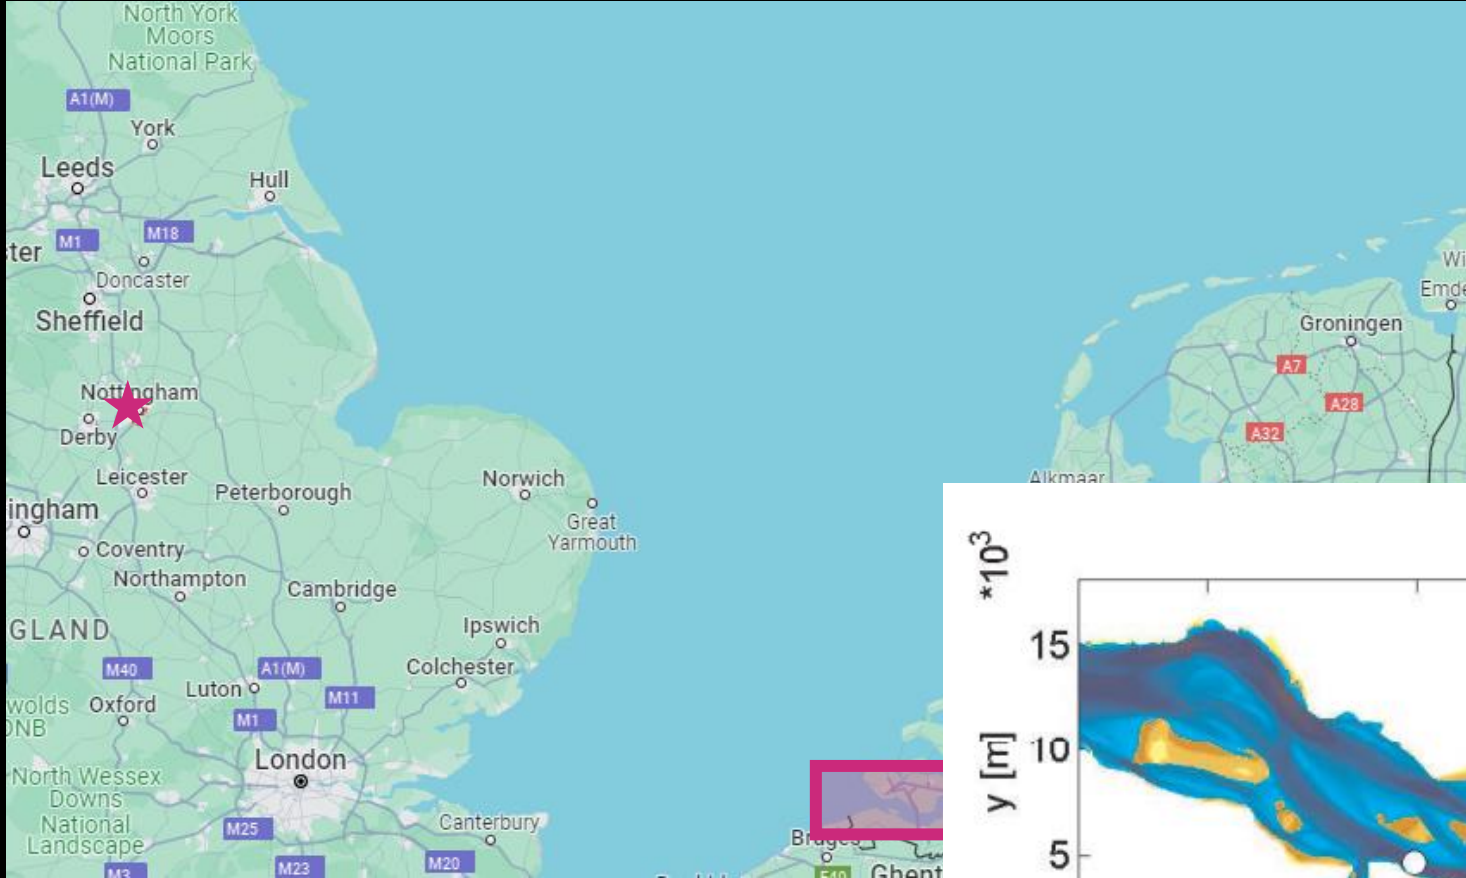 North York
Moors
National Park
A1(M)
York
Leeds
Hull
M1
M18
ter
Doncaster
Sheffield
Wi
Emde
Groningen
A7
A28
A32
Nottingham
Derby
Leicester
Peterborough
Norwich
Alkmaar
ingham
Great
Yarmouth
Coventry
Northampton
Cambridge
GLAND
Ipswich
M40
A1(M)
Colchester
Luton
M11
wolds
ONB
Oxford
M1
London
North Wessex
Downs
National
Landscape
M25
Canterbury
M3
M23
M20
Bruges
E40
Ghent
*10³
15
10
y [m]
5